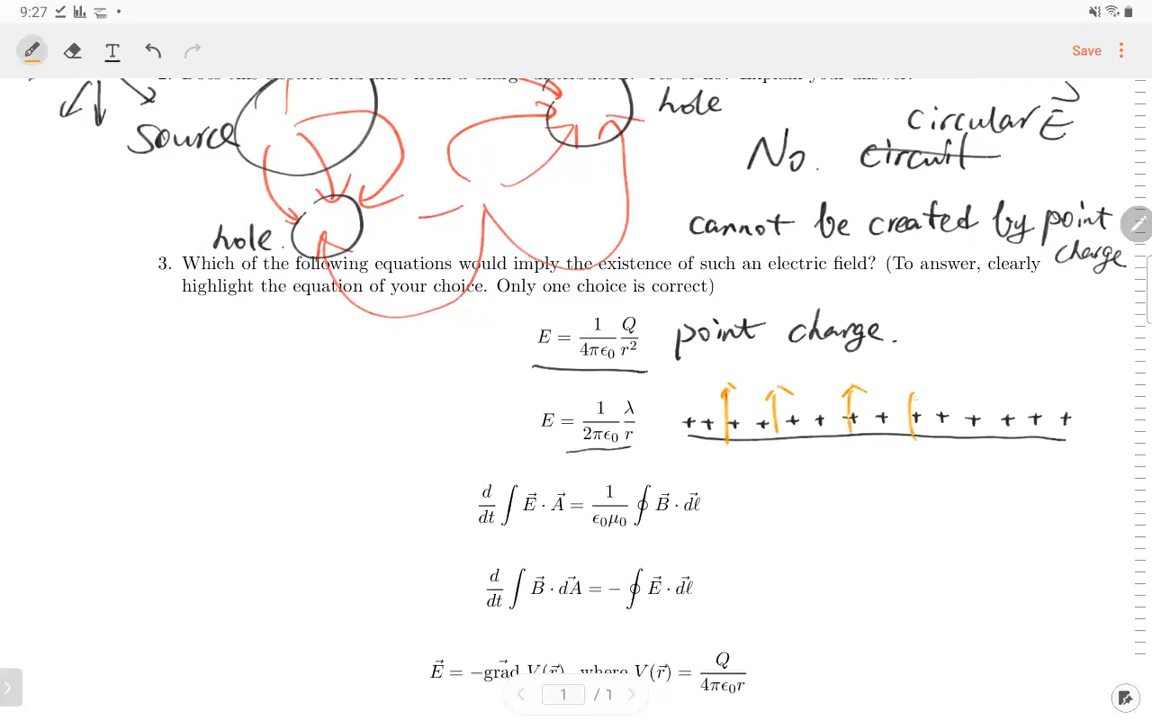 9:27
T
Save
hole
circular E⃗
Source
No. circuit
cannot be created by point
charge
hole.
3. Which of the following equations would imply the existence of such an electric field? (To answer, clearly
highlight the equation of your choice. Only one choice is correct)
E = 1/4πϵ0 Q/r² point charge.
E = 1/2πϵ0 λ/r + + + + + + + + + + + + +
d/dt ∫ E⃗ · A⃗ = 1/ϵ0μ0 ∮ B⃗ · dℓ⃗
d/dt ∫ B⃗ · dA⃗ = − ∮ E⃗ · dℓ⃗
E⃗ = −grad⃗ V(r⃗), where V(r⃗) = Q/4πϵ0r
1 / 1